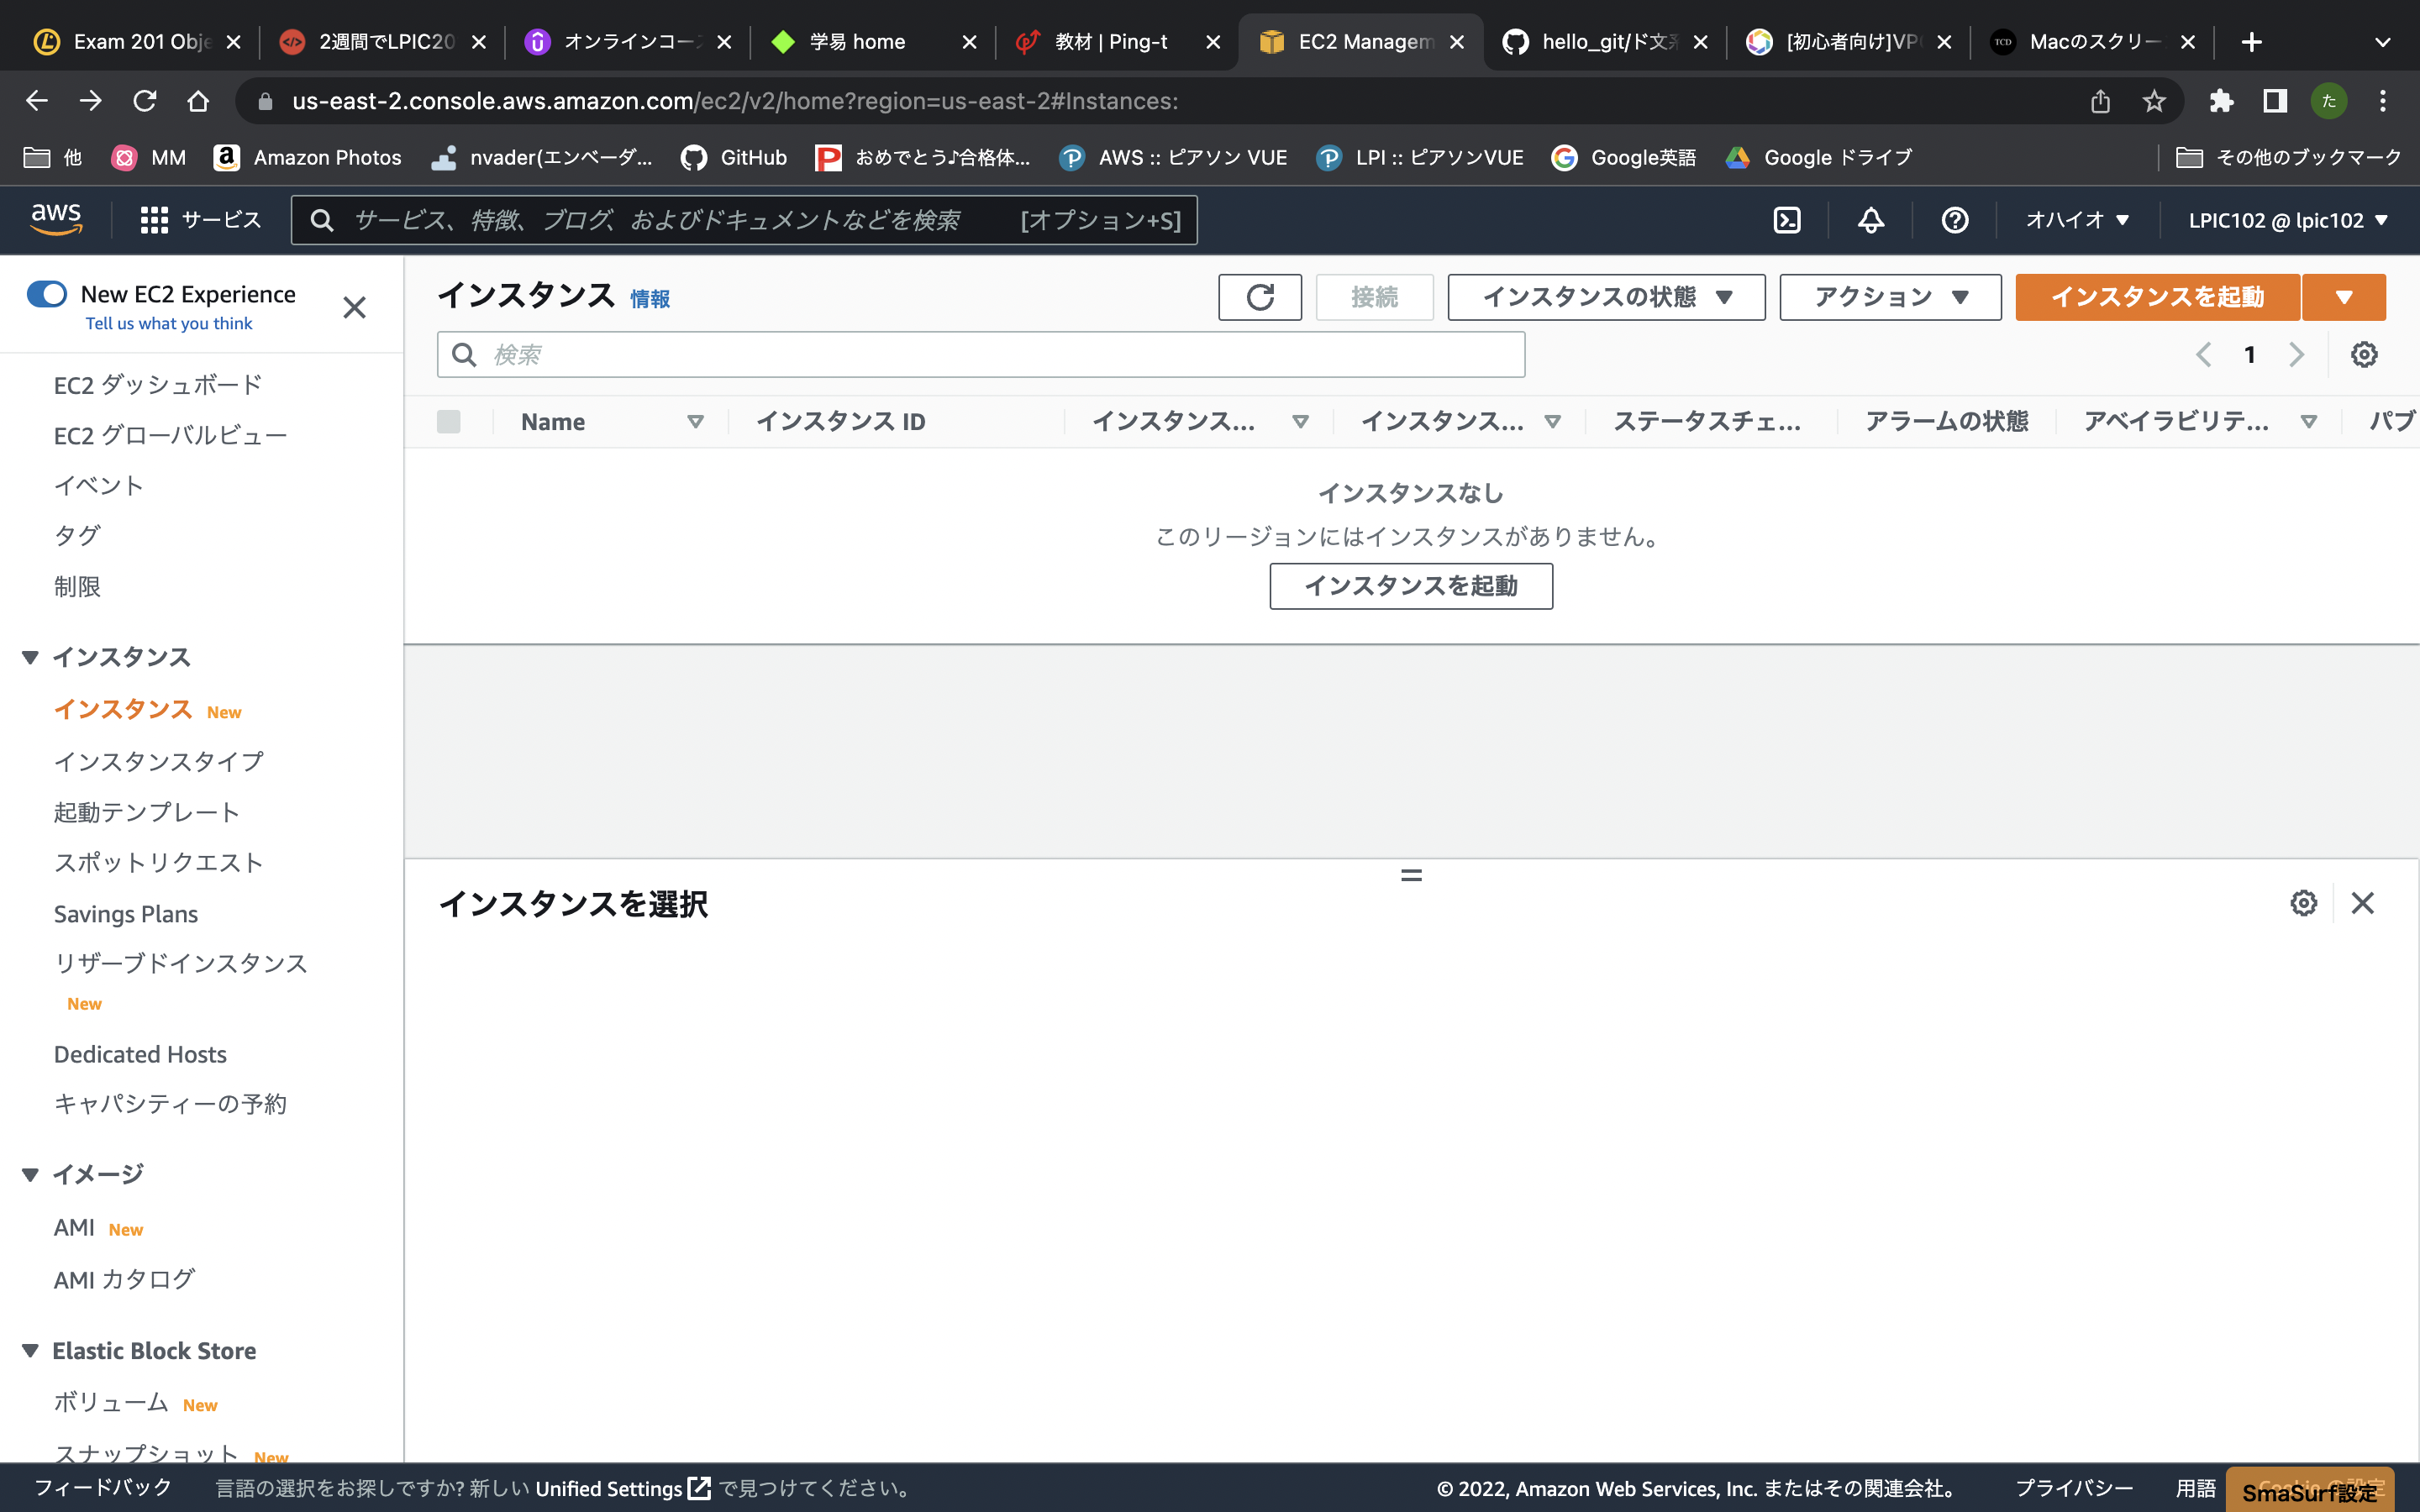 Exam 201 Obje
2週間でLPIC20
オンラインコース
学易 home
教材 | Ping-t
EC2 Managem
hello_git/ド文系
[初心者向け]VPC
TCD
Macのスクリー
us-east-2.console.aws.amazon.com/ec2/v2/home?region=us-east-2#Instances:
た
他
MM
Amazon Photos
nvader(エンベーダ...
GitHub
おめでとう♪合格体...
AWS :: ピアソン VUE
LPI :: ピアソンVUE
Google英語
Google ドライブ
その他のブックマーク
aws
サービス
サービス、特徴、ブログ、およびドキュメントなどを検索
[オプション+S]
オハイオ
LPIC102 @ lpic102
New EC2 Experience
Tell us what you think
EC2 ダッシュボード
EC2 グローバルビュー
イベント
タグ
制限
インスタンス
インスタンス New
インスタンスタイプ
起動テンプレート
スポットリクエスト
Savings Plans
リザーブドインスタンス
New
Dedicated Hosts
キャパシティーの予約
イメージ
AMI New
AMI カタログ
Elastic Block Store
ボリューム New
スナップショット New
インスタンス 情報
接続
インスタンスの状態
アクション
インスタンスを起動
検索
1
Name
インスタンス ID
インスタンス...
インスタンス...
ステータスチェ...
アラームの状態
アベイラビリテ...
パブ
インスタンスなし
このリージョンにはインスタンスがありません。
インスタンスを起動
インスタンスを選択
フィードバック
言語の選択をお探しですか? 新しい Unified Settings で見つけてください。
© 2022, Amazon Web Services, Inc. またはその関連会社。
プライバシー
用語
Cookie の設定
SmaSurf設定